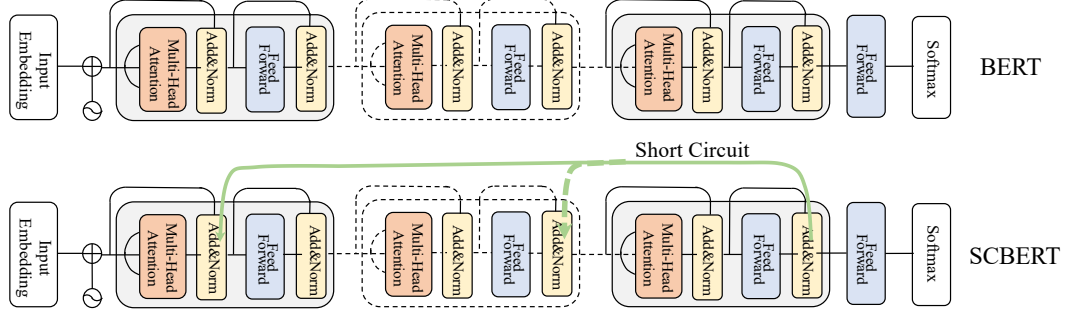 Input
Embedding
Multi-Head
Attention
Add&Norm
Feed
Forward
Add&Norm
Multi-Head
Attention
Add&Norm
Feed
Forward
Add&Norm
Multi-Head
Attention
Add&Norm
Feed
Forward
Add&Norm
Feed
Forward
Softmax
BERT
Short Circuit
Input
Embedding
Multi-Head
Attention
Add&Norm
Feed
Forward
Add&Norm
Multi-Head
Attention
Add&Norm
Feed
Forward
Add&Norm
Multi-Head
Attention
Add&Norm
Feed
Forward
Add&Norm
Feed
Forward
Softmax
SCBERT